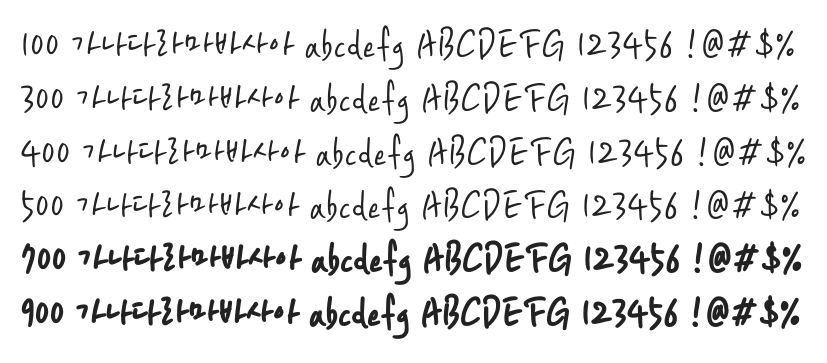 100 가나다라마바사아 abcdefg ABCDEFG 123456 !@#$%
300 가나다라마바사아 abcdefg ABCDEFG 123456 !@#$%
400 가나다라마바사아 abcdefg ABCDEFG 123456 !@#$%
500 가나다라마바사아 abcdefg ABCDEFG 123456 !@#$%
700 가나다라마바사아 abcdefg ABCDEFG 123456 !@#$%
900 가나다라마바사아 abcdefg ABCDEFG 123456 !@#$%